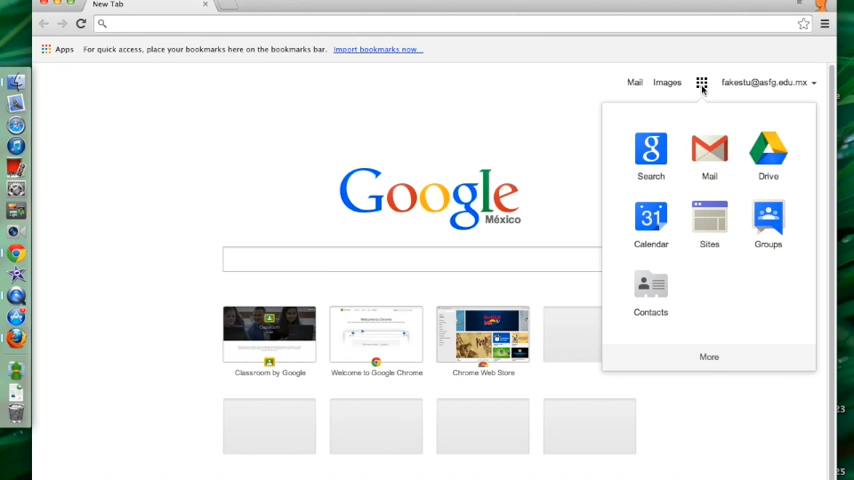 New Tab
Apps For quick access, place your bookmarks here on the bookmarks bar. Import bookmarks now...
Mail Images fakestu@asfg.edu.mx
Search Mail Drive
31
Calendar Sites Groups
Contacts
More
Google
México
Classroom by Google Welcome to Google Chrome Chrome Web Store